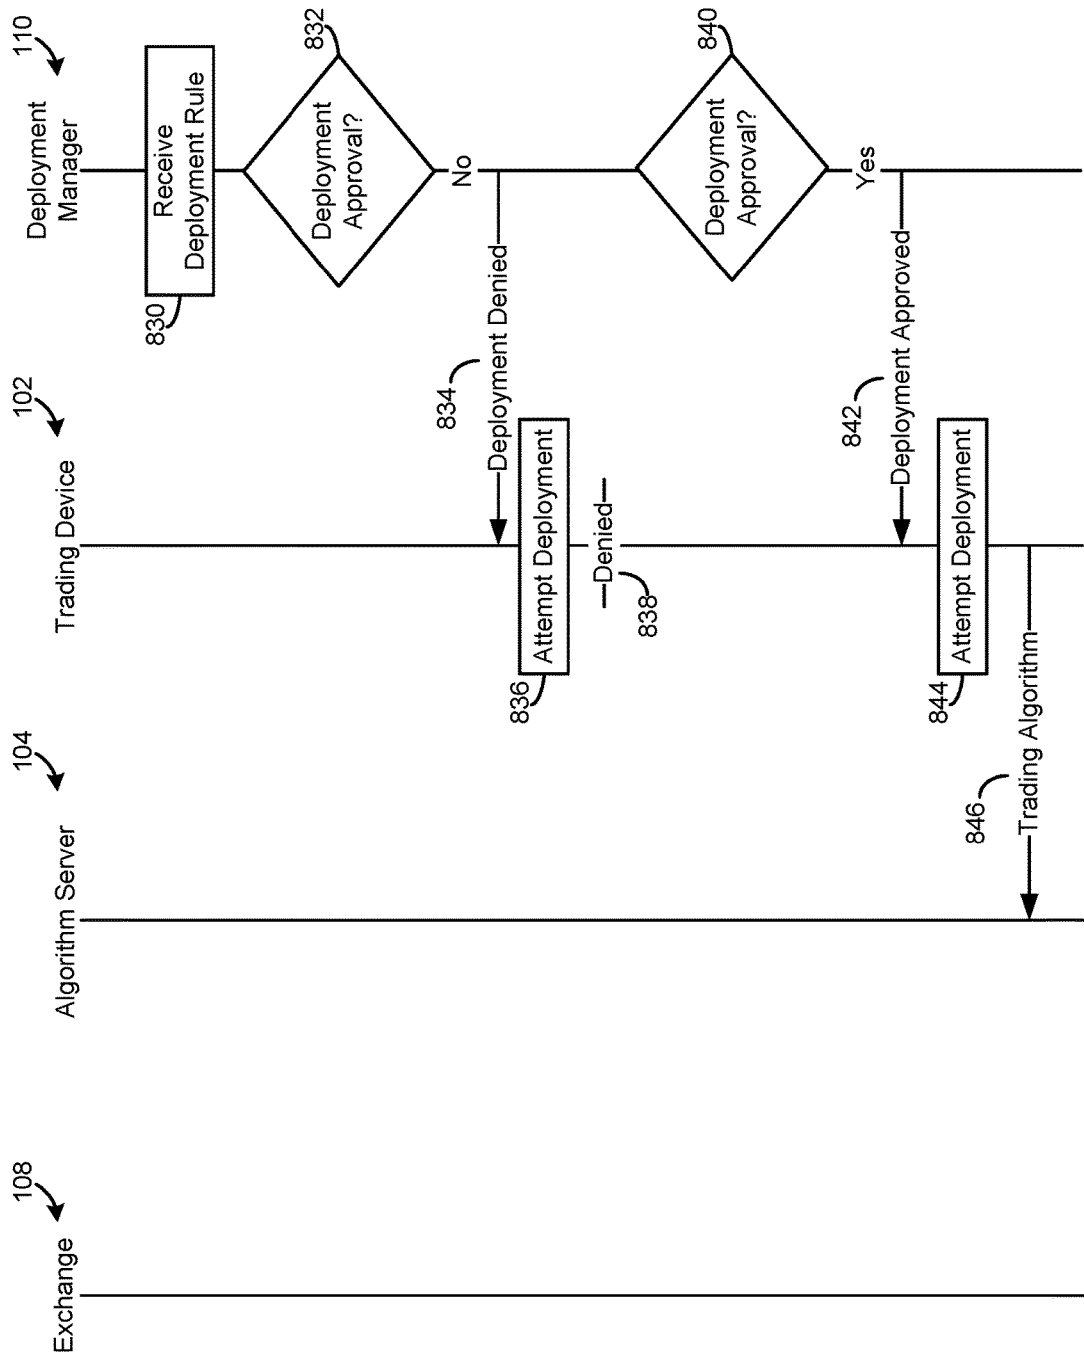 108
Exchange
104
Algorithm Server
102
Trading Device
110
Deployment
Manager
830
Receive
Deployment Rule
832
Deployment
Approval?
No
834
Deployment Denied
836
Attempt Deployment
Denied
838
840
Deployment
Approval?
Yes
842
Deployment Approved
844
Attempt Deployment
846
Trading Algorithm